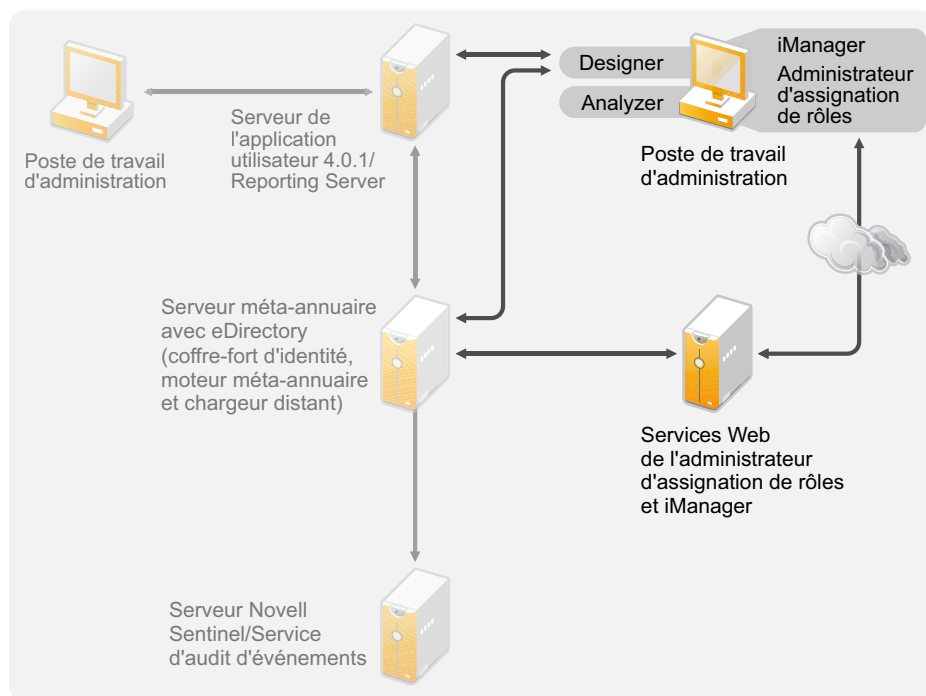 Designer
Analyzer
iManager
Administrateur
d'assignation
de rôles
Poste de travail
d'administration
Serveur de
l'application
utilisateur 4.0.1/
Reporting Server
Poste de travail
d'administration
Serveur méta-annuaire
avec eDirectory
(coffre-fort d'identité,
moteur méta-annuaire
et chargeur distant)
Services Web
de l'administrateur
d'assignation de rôles
et iManager
Serveur Novell
Sentinel/Service
d'audit d'événements